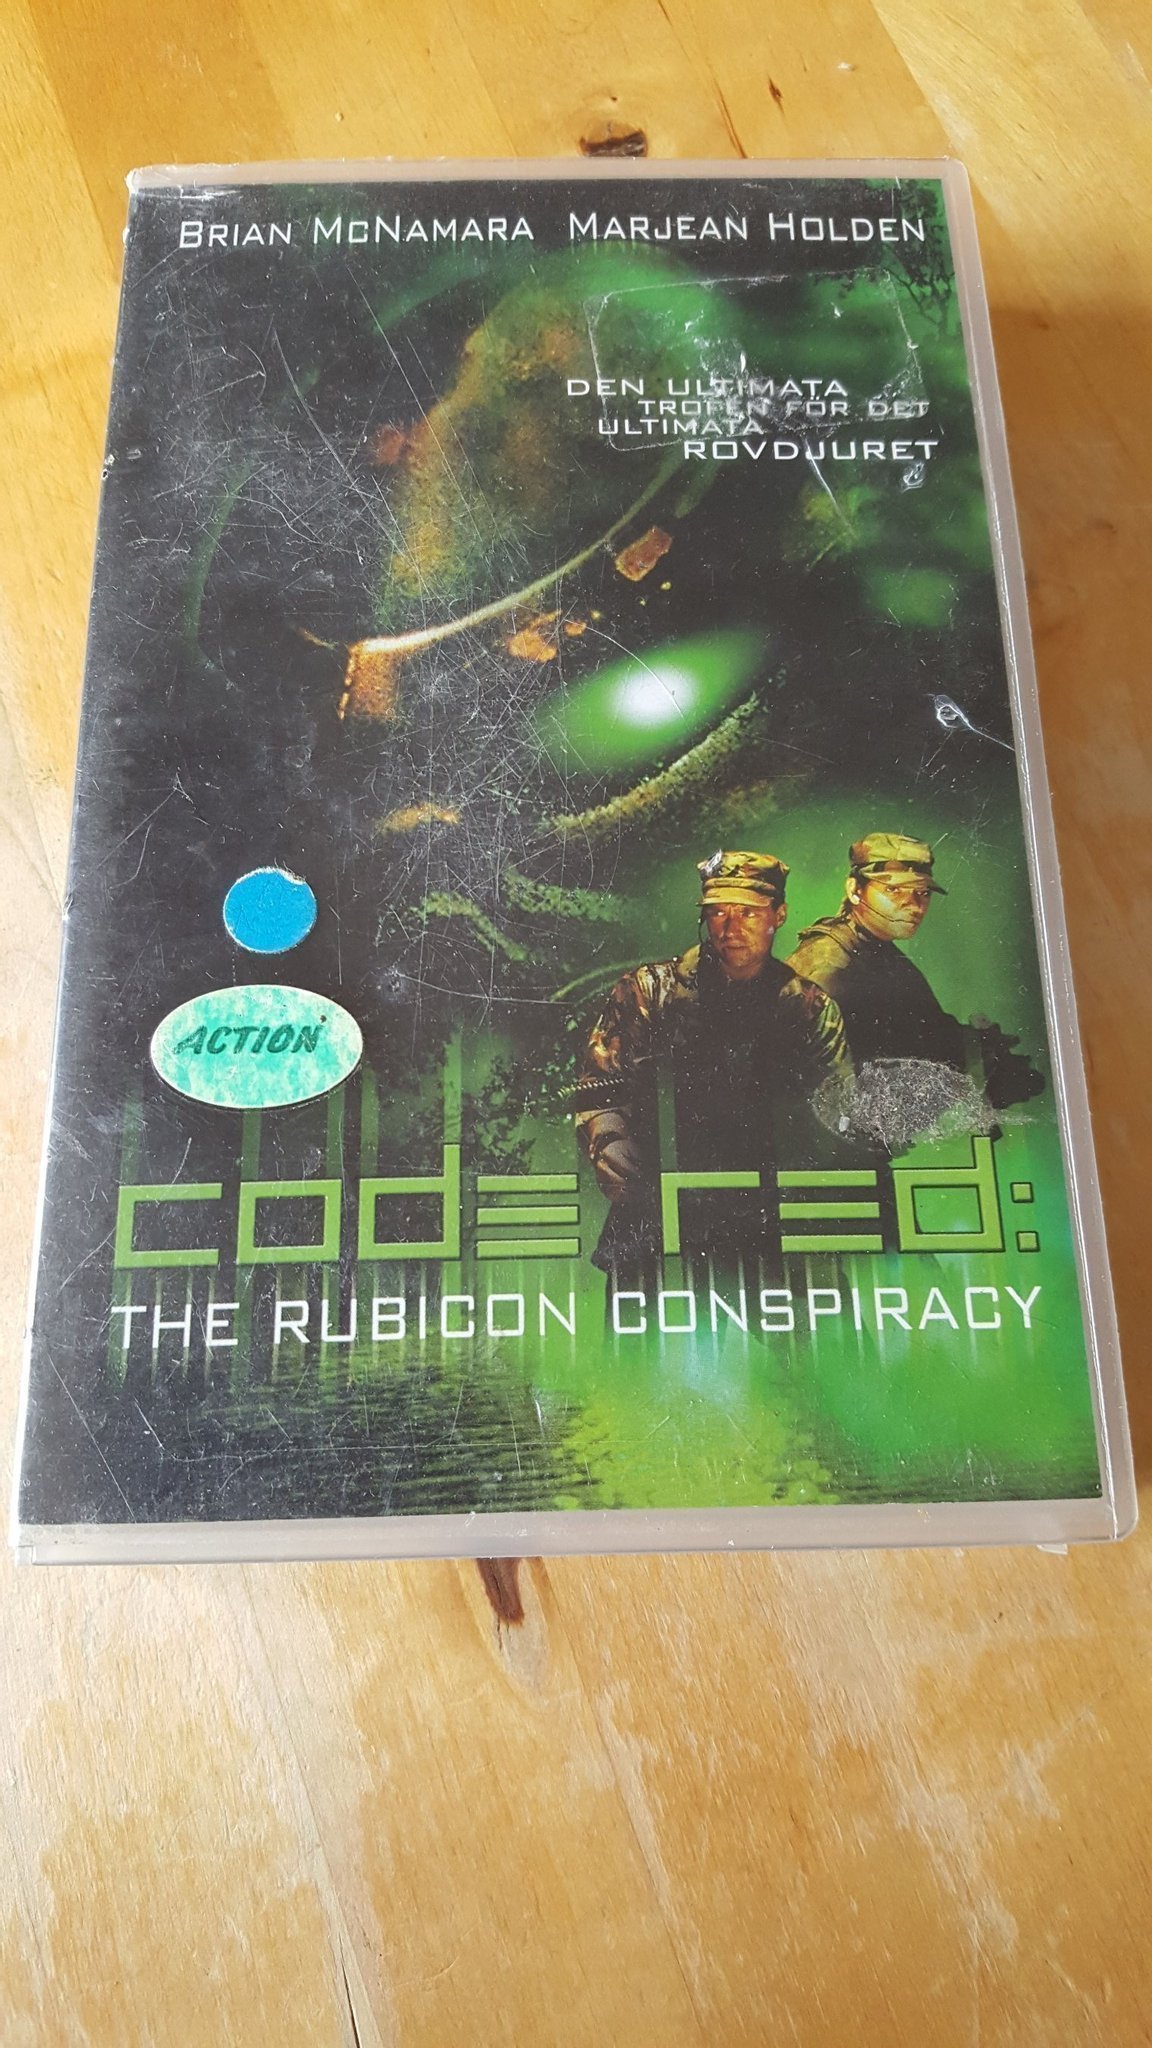 BRIAN MCNAMARA MARJEAN HOLDEN
DEN ULTIMATA
TROFÉN FÖR DET
ULTIMATA
ROVDJURET
ACTION
code red:
THE RUBICON CONSPIRACY